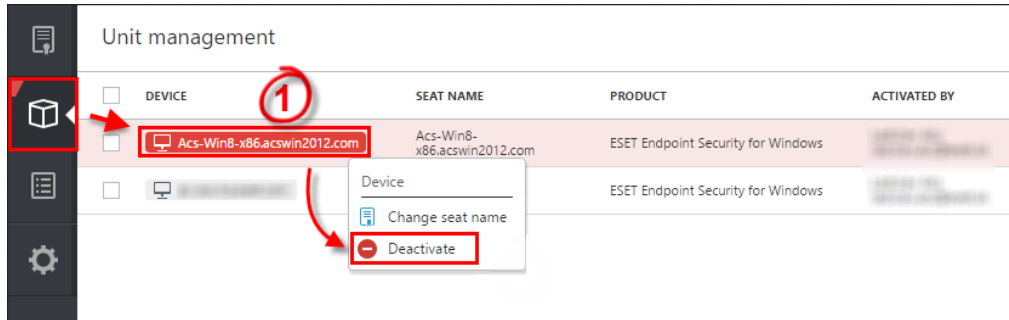 Unit management
DEVICE SEAT NAME PRODUCT ACTIVATED BY
1
Acs-Win8-x86.acswin2012.com Acs-Win8- ESET Endpoint Security for Windows
x86.acswin2012.com
Device
ESET Endpoint Security for Windows
Change seat name
Deactivate